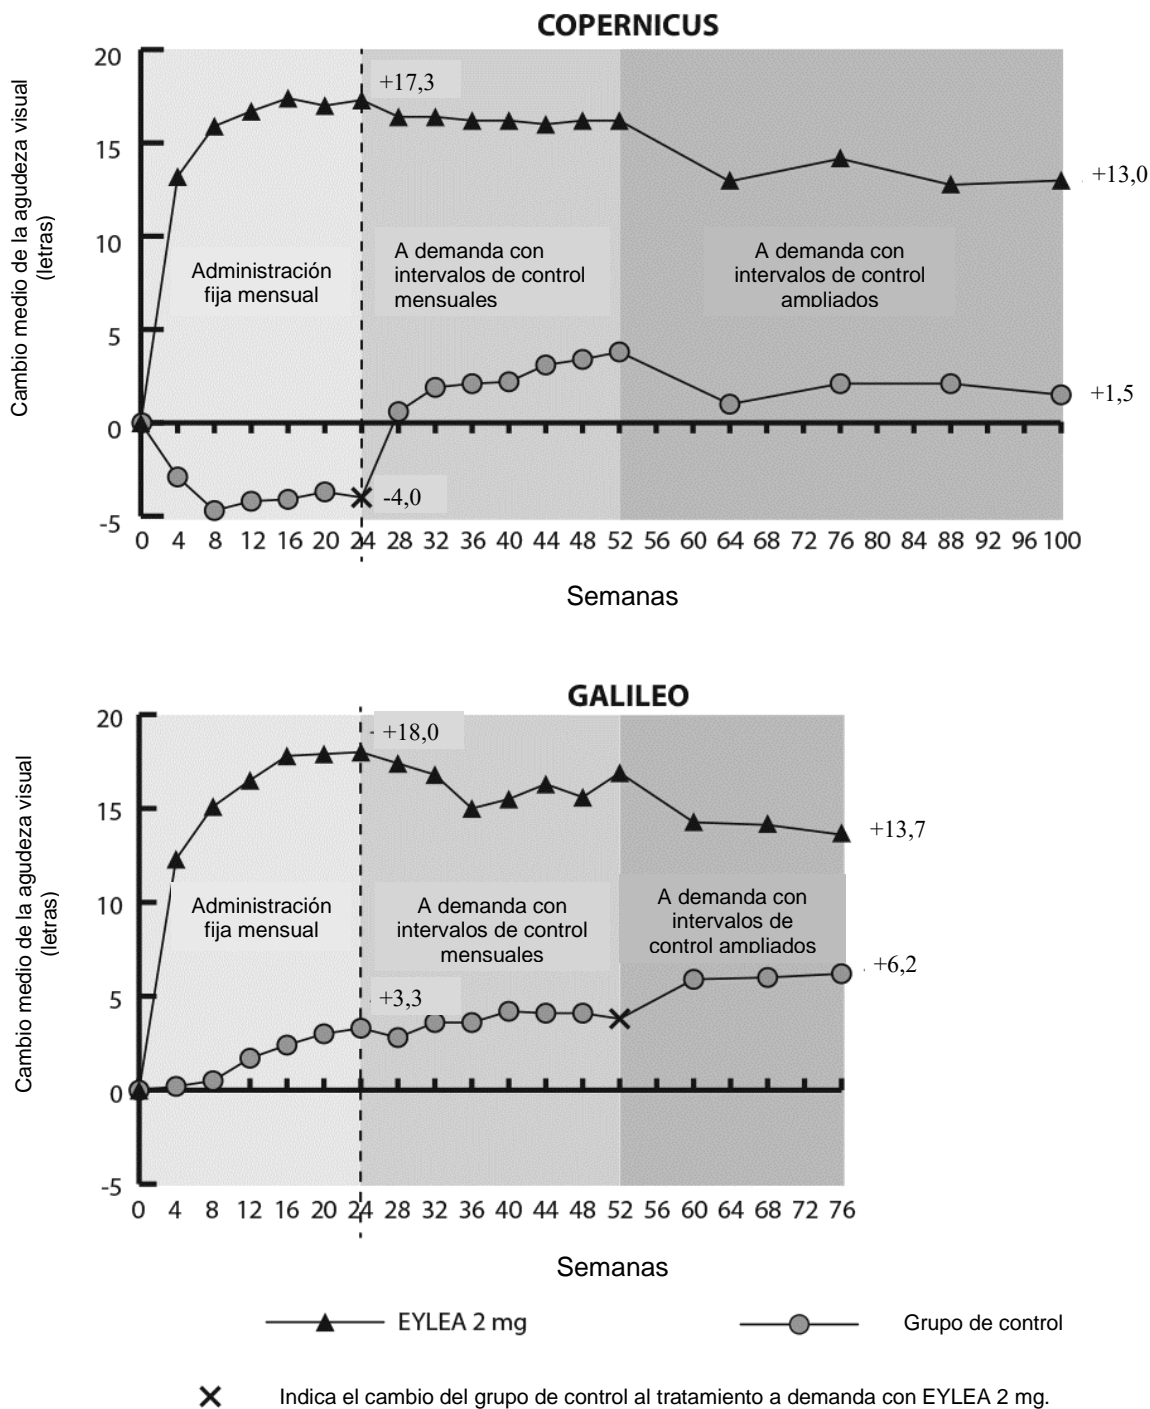 COPERNICUS
Cambio medio de la agudeza visual
(letras)
20
15
10
5
0
-5
+17,3
+13,0
Administración
fija mensual
A demanda con
intervalos de control
mensuales
A demanda con
intervalos de control
ampliados
+1,5
-4,0
0 4 8 12 16 20 24 28 32 36 40 44 48 52 56 60 64 68 72 76 80 84 88 92 96 100
Semanas
GALILEO
Cambio medio de la agudeza visual
(letras)
20
15
10
5
0
-5
+18,0
+13,7
Administración
fija mensual
A demanda con
intervalos de control
mensuales
A demanda con
intervalos de
control ampliados
+6,2
+3,3
0 4 8 12 16 20 24 28 32 36 40 44 48 52 56 60 64 68 72 76
Semanas
EYLEA 2 mg
Grupo de control
Indica el cambio del grupo de control al tratamiento a demanda con EYLEA 2 mg.